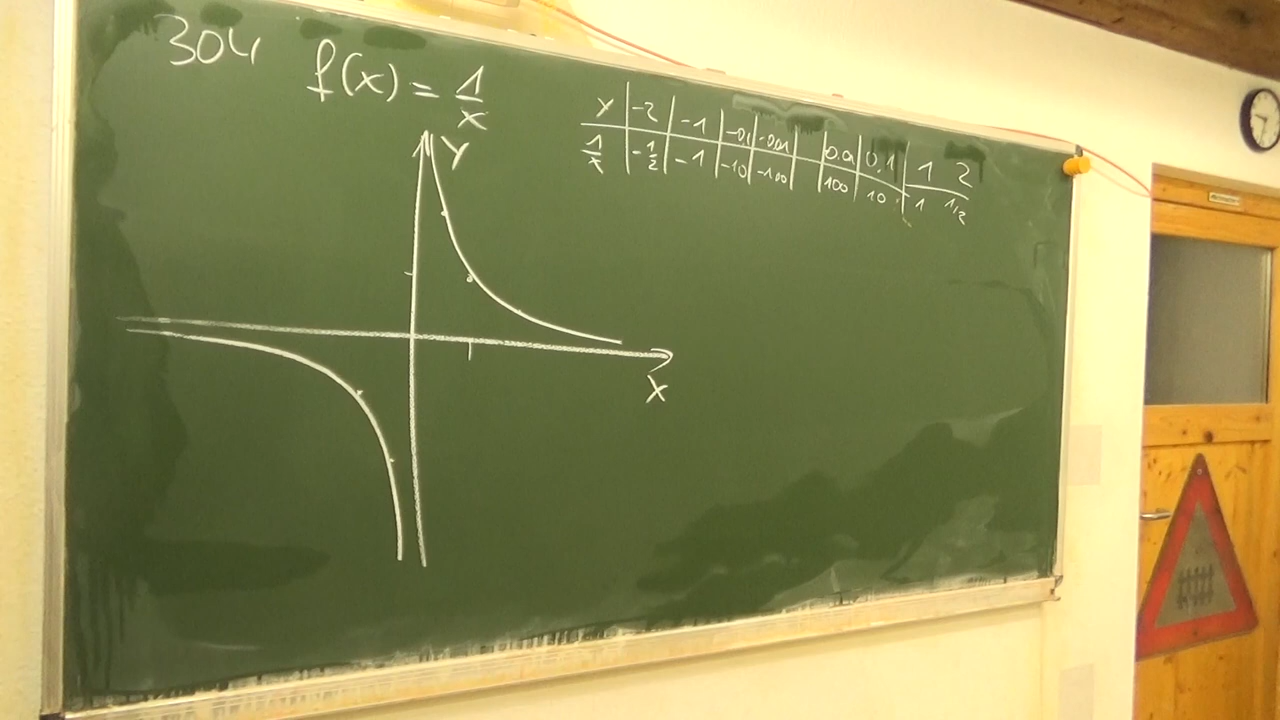 304 f(x) = 1/x
x | -2 | -1 | -0,1 | -0,01 | | 0.01 | 0,1 | 1 2
1/x | -1/2 | -1 | -10 | -100 | | 100 | 10 | 1 1/2
Y
X